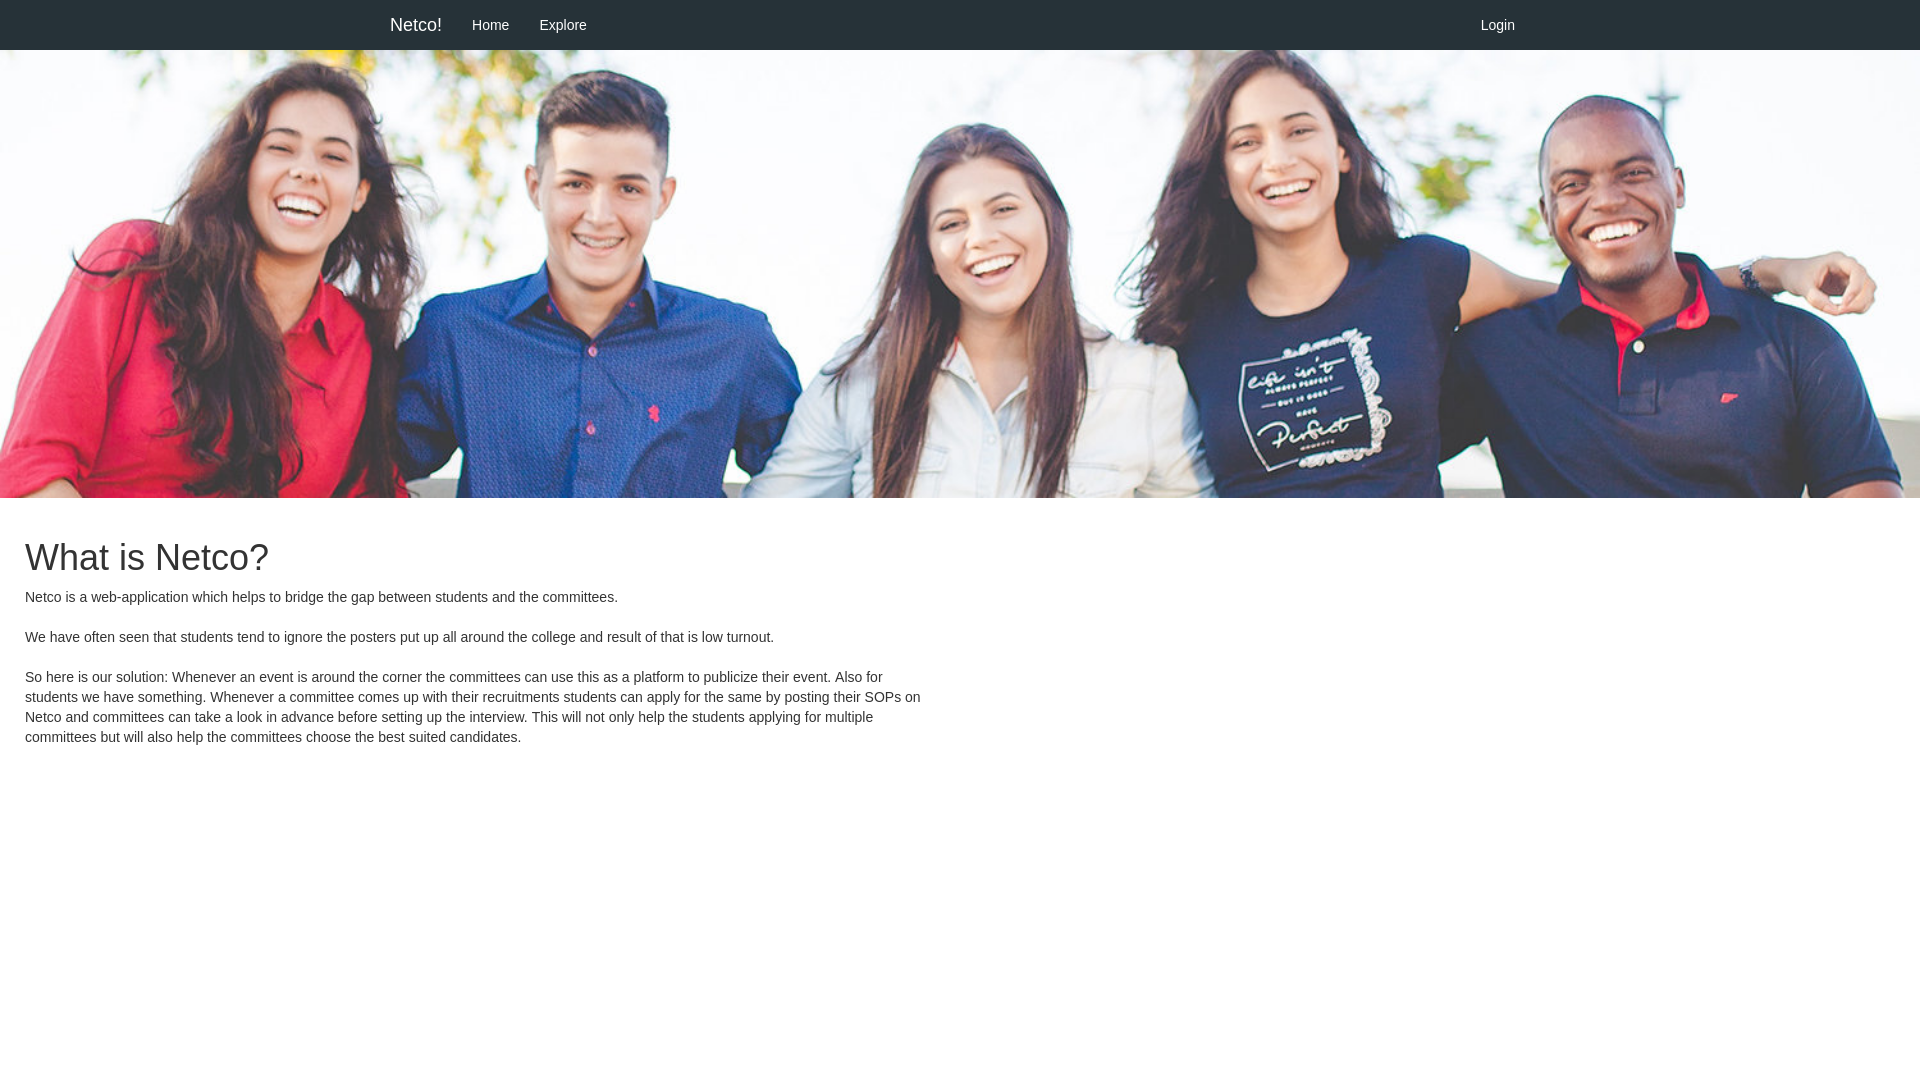 Netco! Home Explore Login
life isn't
ALWAYS PERFECT
BUT IT DOES
HAVE
Perfect
MOMENTS
What is Netco?
Netco is a web-application which helps to bridge the gap between students and the committees.
We have often seen that students tend to ignore the posters put up all around the college and result of that is low turnout.
So here is our solution: Whenever an event is around the corner the committees can use this as a platform to publicize their event. Also for
students we have something. Whenever a committee comes up with their recruitments students can apply for the same by posting their SOPs on
Netco and committees can take a look in advance before setting up the interview. This will not only help the students applying for multiple
committees but will also help the committees choose the best suited candidates.